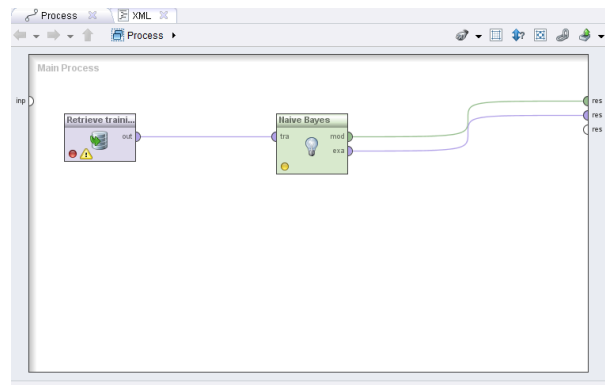 Process XML
Process
Main Process
inp
Retrieve traini...
out
Naive Bayes
tra mod
exa
res
res
res